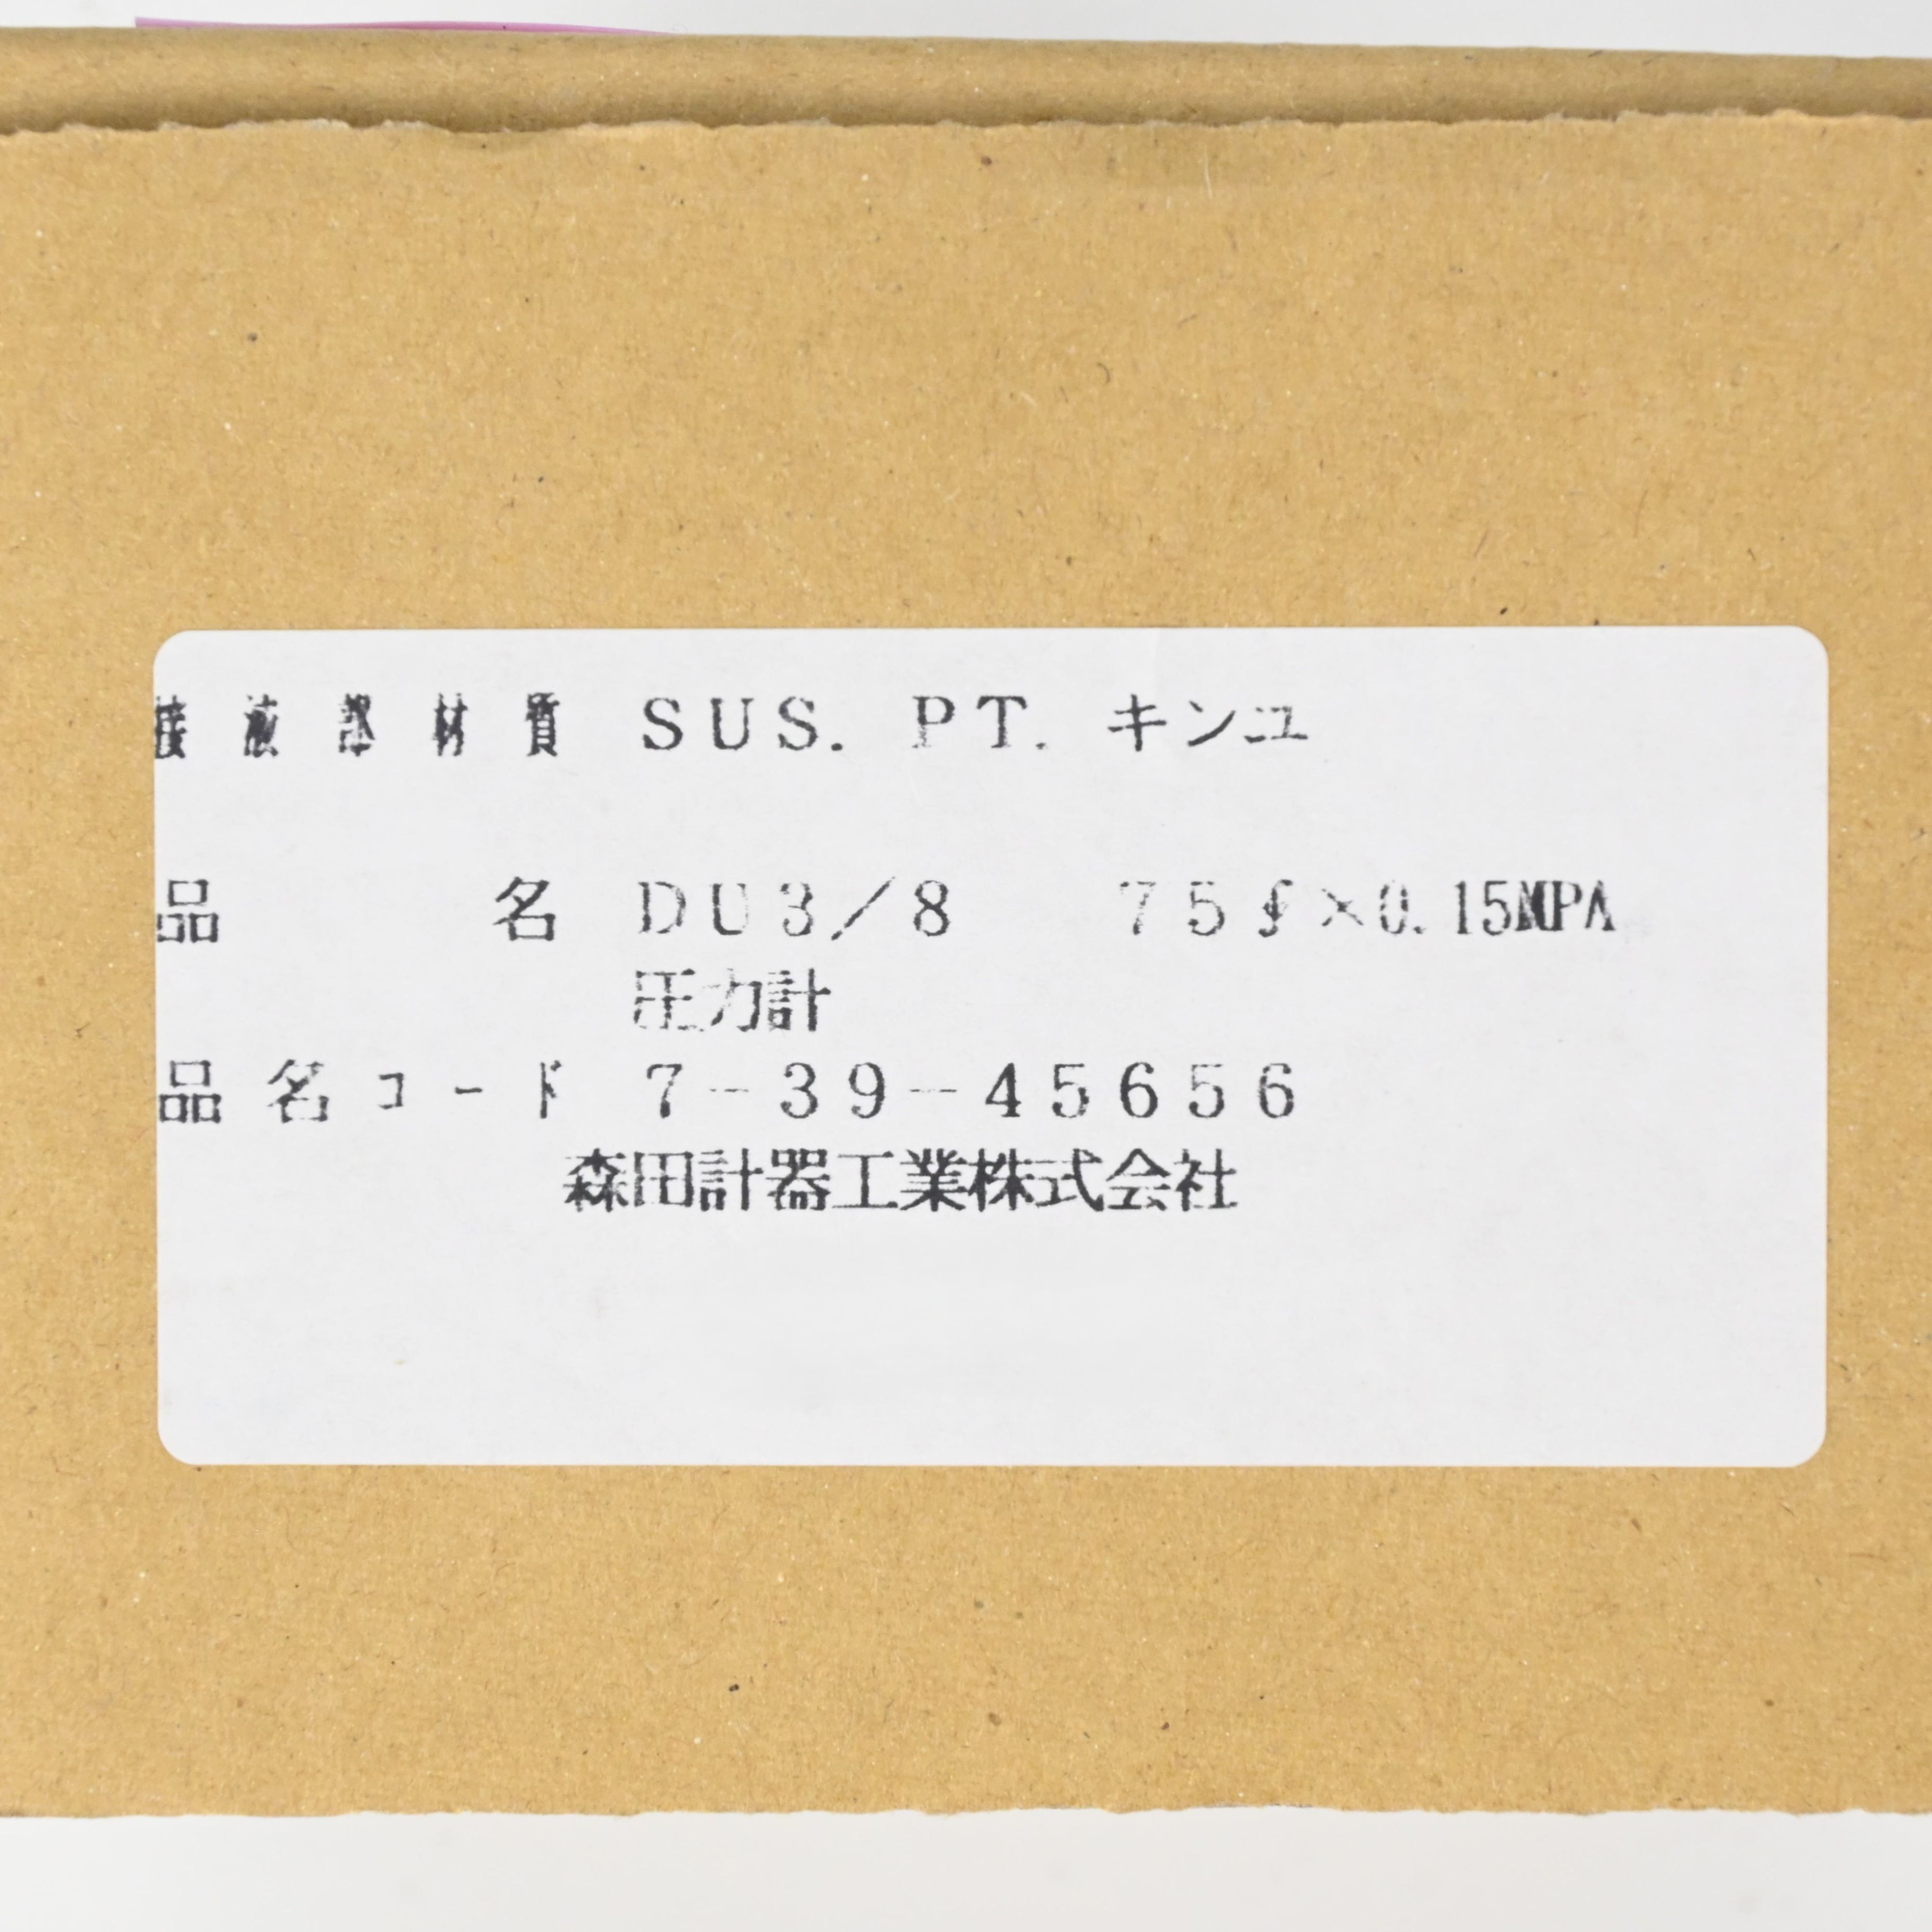 接液部材質 SUS. PT. キンユ
品 名 DU3／8 75∮×0.15MPA
圧力計
品名コード 7－39－45656
森田計器工業株式会社